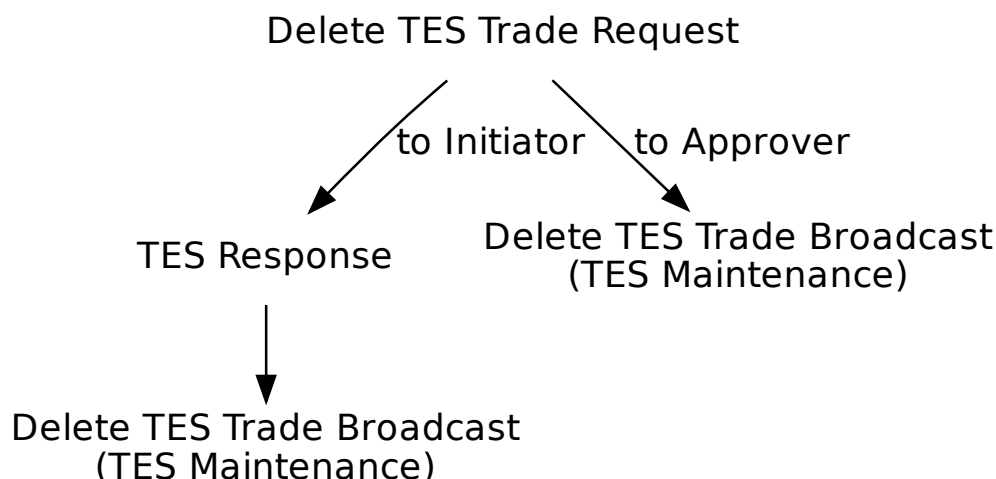 Delete TES Trade Request
to Initiator
to Approver
TES Response
Delete TES Trade Broadcast
(TES Maintenance)
Delete TES Trade Broadcast
(TES Maintenance)